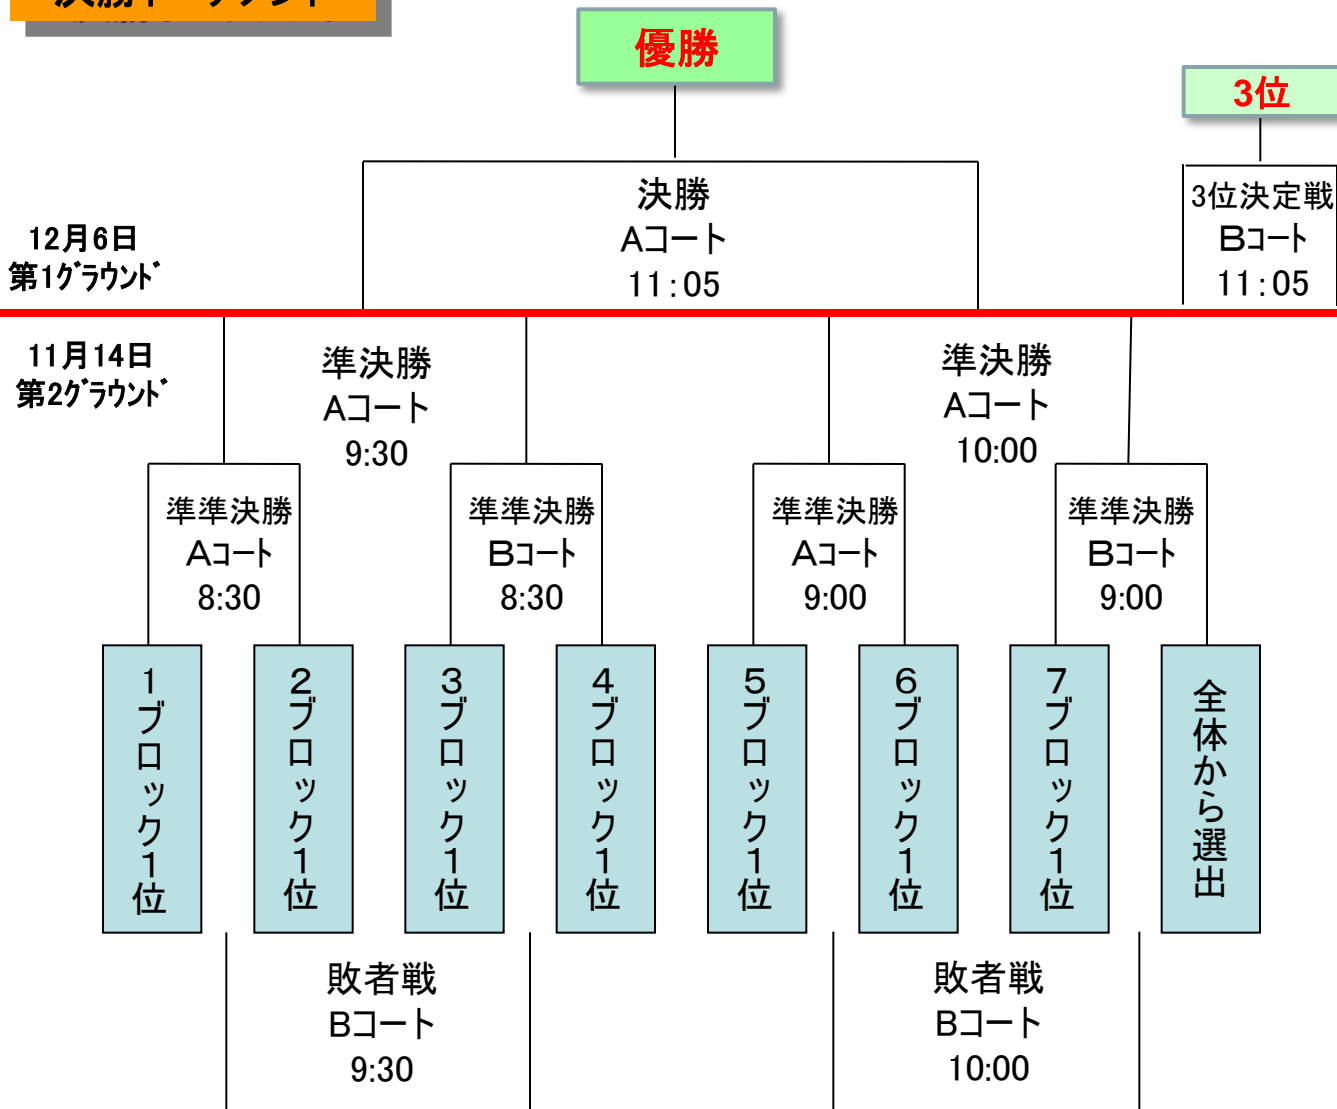 優勝
3位
決勝
Aコート
11:05
3位決定戦
Bコート
11:05
12月6日
第1グラウンド
11月14日
第2グラウンド
準決勝
Aコート
9:30
準決勝
Aコート
10:00
準準決勝
Aコート
8:30
準準決勝
Bコート
8:30
準準決勝
Aコート
9:00
準準決勝
Bコート
9:00
1ブロック1位
2ブロック1位
3ブロック1位
4ブロック1位
5ブロック1位
6ブロック1位
7ブロック1位
全体から選出
敗者戦
Bコート
9:30
敗者戦
Bコート
10:00